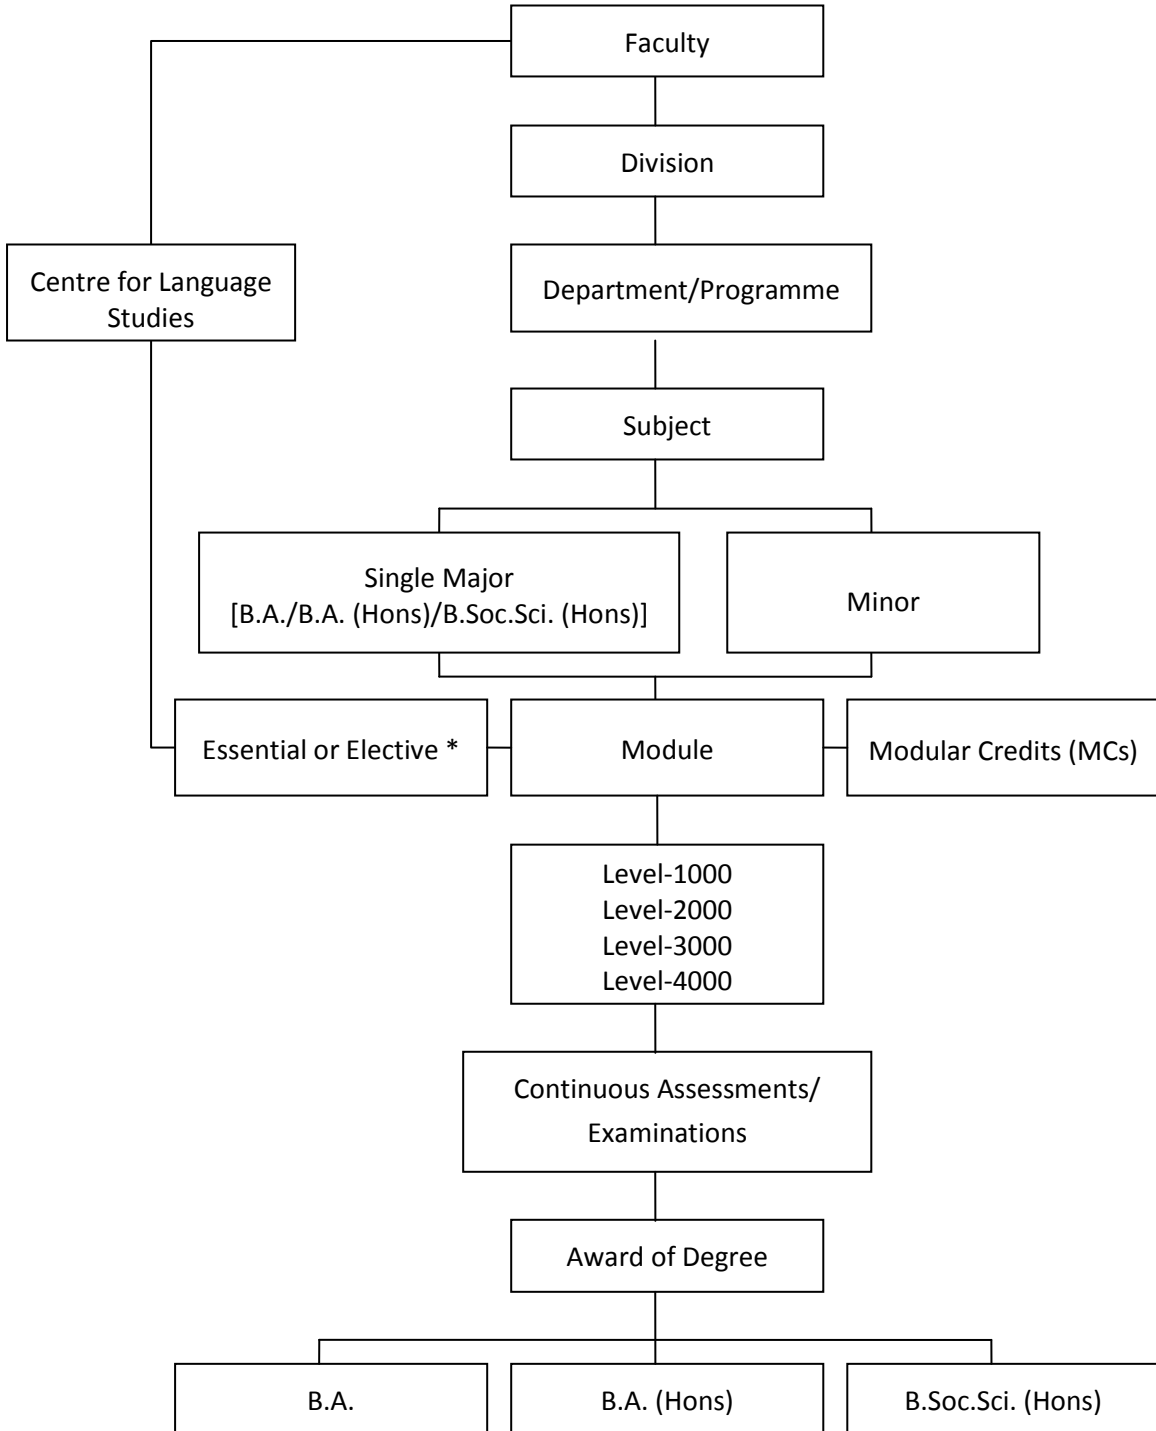 Faculty
Division
Centre for Language
Studies
Department/Programme
Subject
Single Major
[B.A./B.A. (Hons)/B.Soc.Sci. (Hons)]
Minor
Essential or Elective *
Module
Modular Credits (MCs)
Level-1000
Level-2000
Level-3000
Level-4000
Continuous Assessments/
Examinations
Award of Degree
B.A.
B.A. (Hons)
B.Soc.Sci. (Hons)